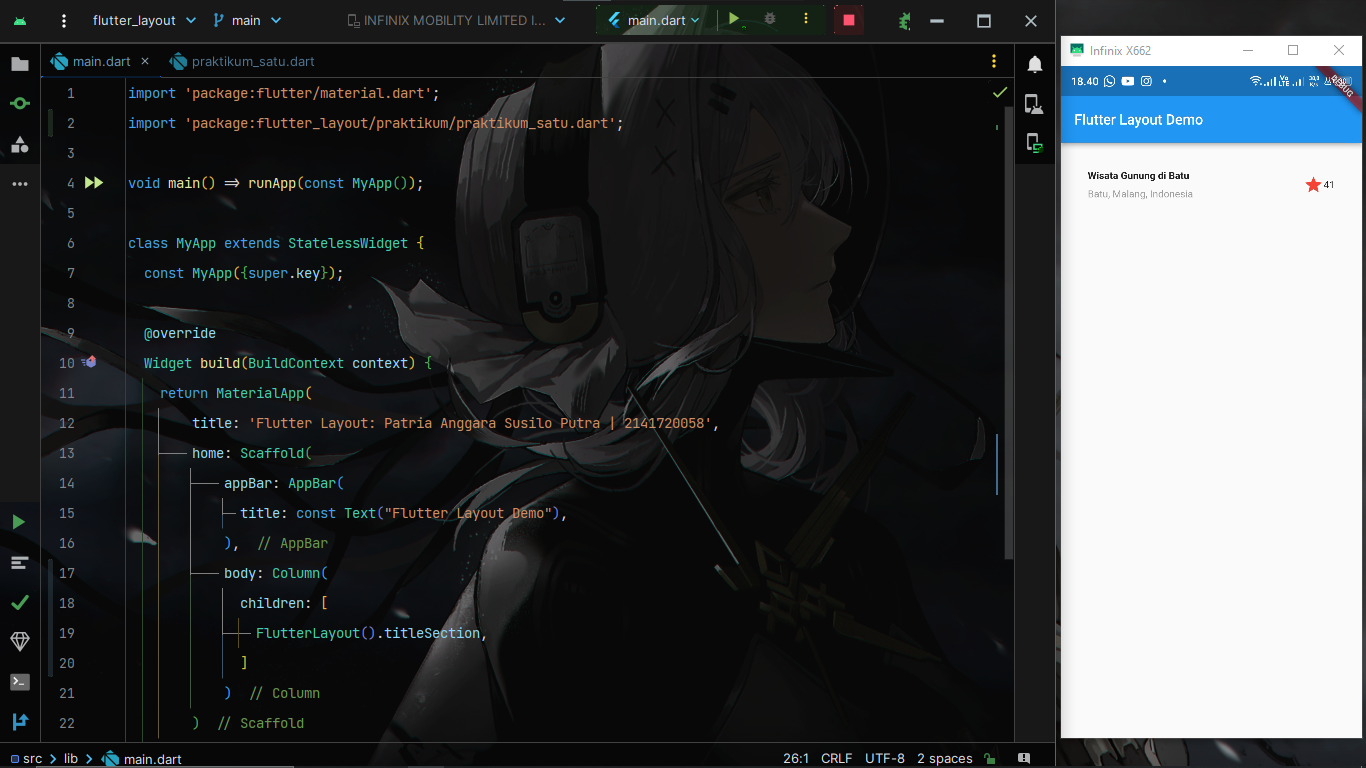 flutter_layout
main
INFINIX MOBILITY LIMITED I...
main.dart
main.dart
praktikum_satu.dart
1 import 'package:flutter/material.dart';
2 import 'package:flutter_layout/praktikum/praktikum_satu.dart';
3
4 void main() => runApp(const MyApp());
5
6 class MyApp extends StatelessWidget {
7 const MyApp({super.key});
8
9 @override
10 Widget build(BuildContext context) {
11 return MaterialApp(
12 title: 'Flutter Layout: Patria Anggara Susilo Putra | 2141720058',
13 home: Scaffold(
14 appBar: AppBar(
15 title: const Text("Flutter Layout Demo"),
16 ), // AppBar
17 body: Column(
18 children: [
19 FlutterLayout().titleSection,
20 ]
21 ) // Column
22 ) // Scaffold
src > lib > main.dart
26:1 CRLF UTF-8 2 spaces
Infinix X662
18.40
DEBUG
Flutter Layout Demo
Wisata Gunung di Batu
Batu, Malang, Indonesia
41